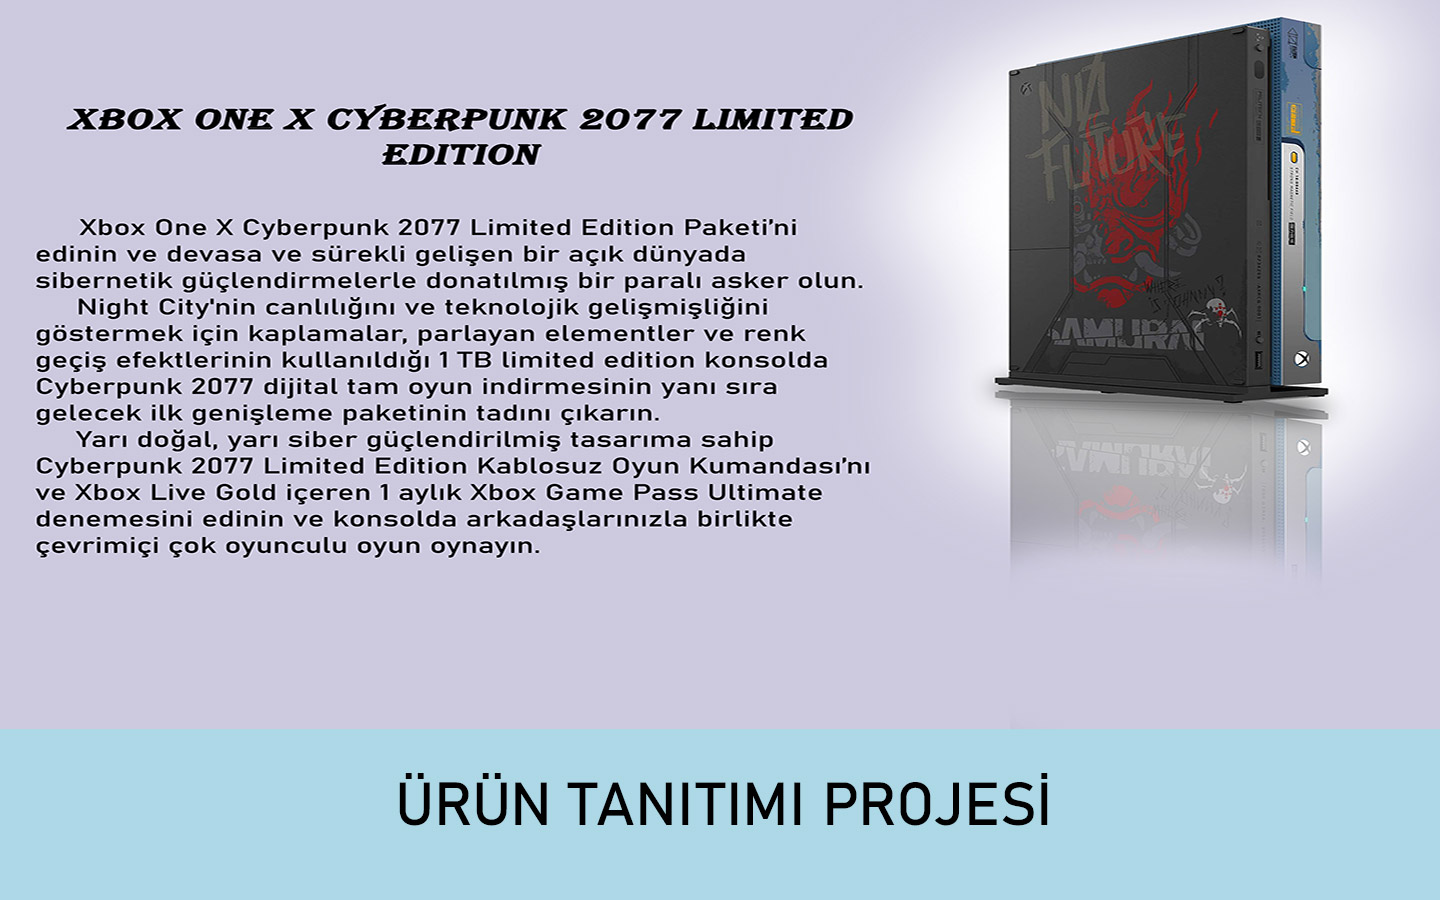 XBOX ONE X CYBERPUNK 2077 LIMITED
EDITION
Xbox One X Cyberpunk 2077 Limited Edition Paketi’ni
edinin ve devasa ve sürekli gelişen bir açık dünyada
sibernetik güçlendirmelerle donatılmış bir paralı asker olun.
Night City'nin canlılığını ve teknolojik gelişmişliğini
göstermek için kaplamalar, parlayan elementler ve renk
geçiş efektlerinin kullanıldığı 1 TB limited edition konsolda
Cyberpunk 2077 dijital tam oyun indirmesinin yanı sıra
gelecek ilk genişleme paketinin tadını çıkarın.
Yarı doğal, yarı siber güçlendirilmiş tasarıma sahip
Cyberpunk 2077 Limited Edition Kablosuz Oyun Kumandası’nı
ve Xbox Live Gold içeren 1 aylık Xbox Game Pass Ultimate
denemesini edinin ve konsolda arkadaşlarınızla birlikte
çevrimiçi çok oyunculu oyun oynayın.
NO
FUTURE
WHERE
IS JOHNNY?
SAMURAI
ÜRÜN TANITIMI PROJESİ